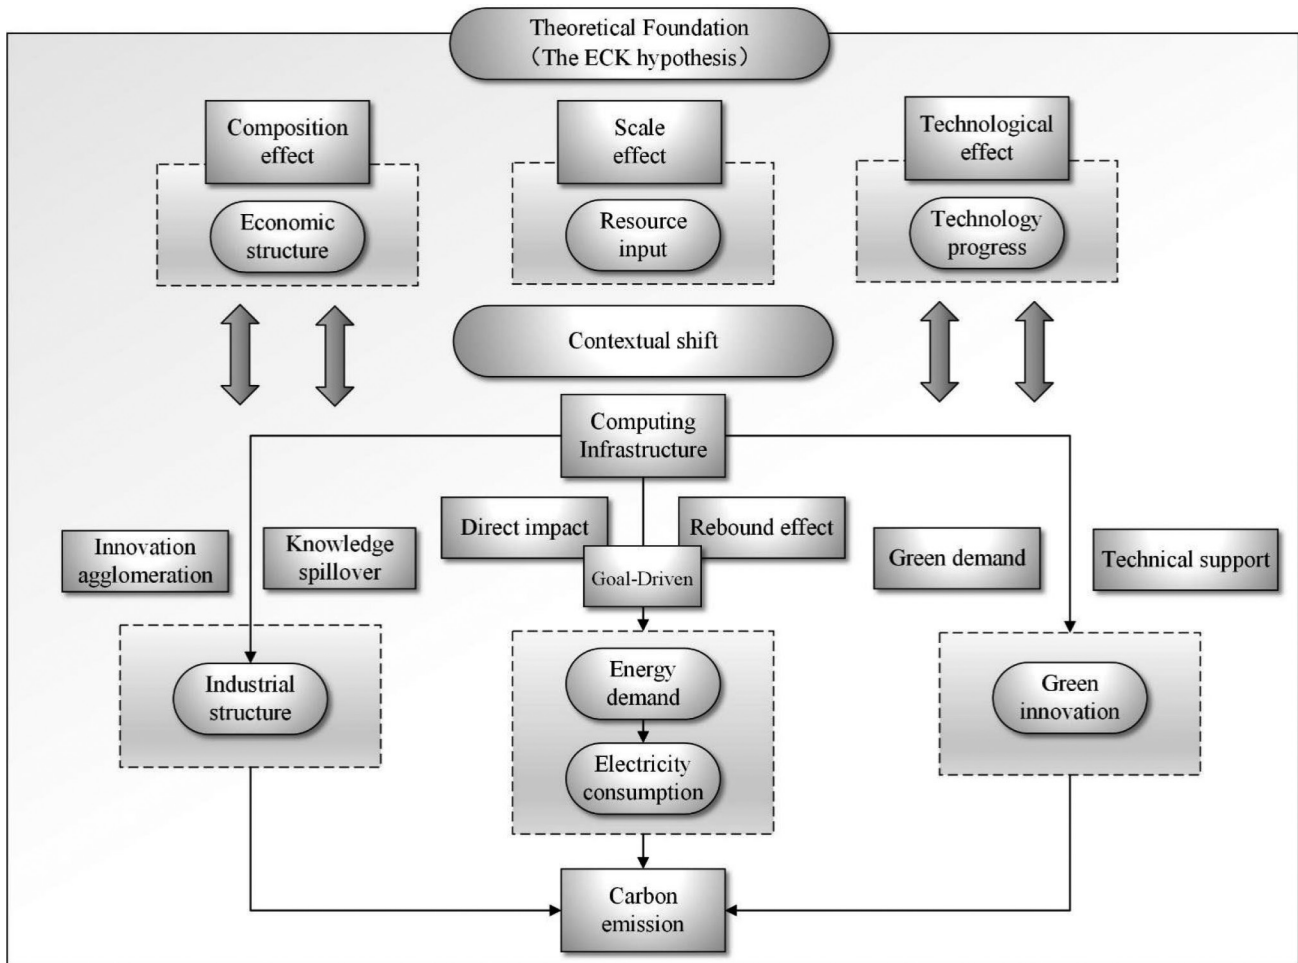 Theoretical Foundation
（The ECK hypothesis）
Composition
effect
Economic
structure
Scale
effect
Resource
input
Technological
effect
Technology
progress
Contextual shift
Computing
Infrastructure
Direct impact
Rebound effect
Goal-Driven
Innovation
agglomeration
Knowledge
spillover
Green demand
Technical support
Industrial
structure
Energy
demand
Electricity
consumption
Green
innovation
Carbon
emission